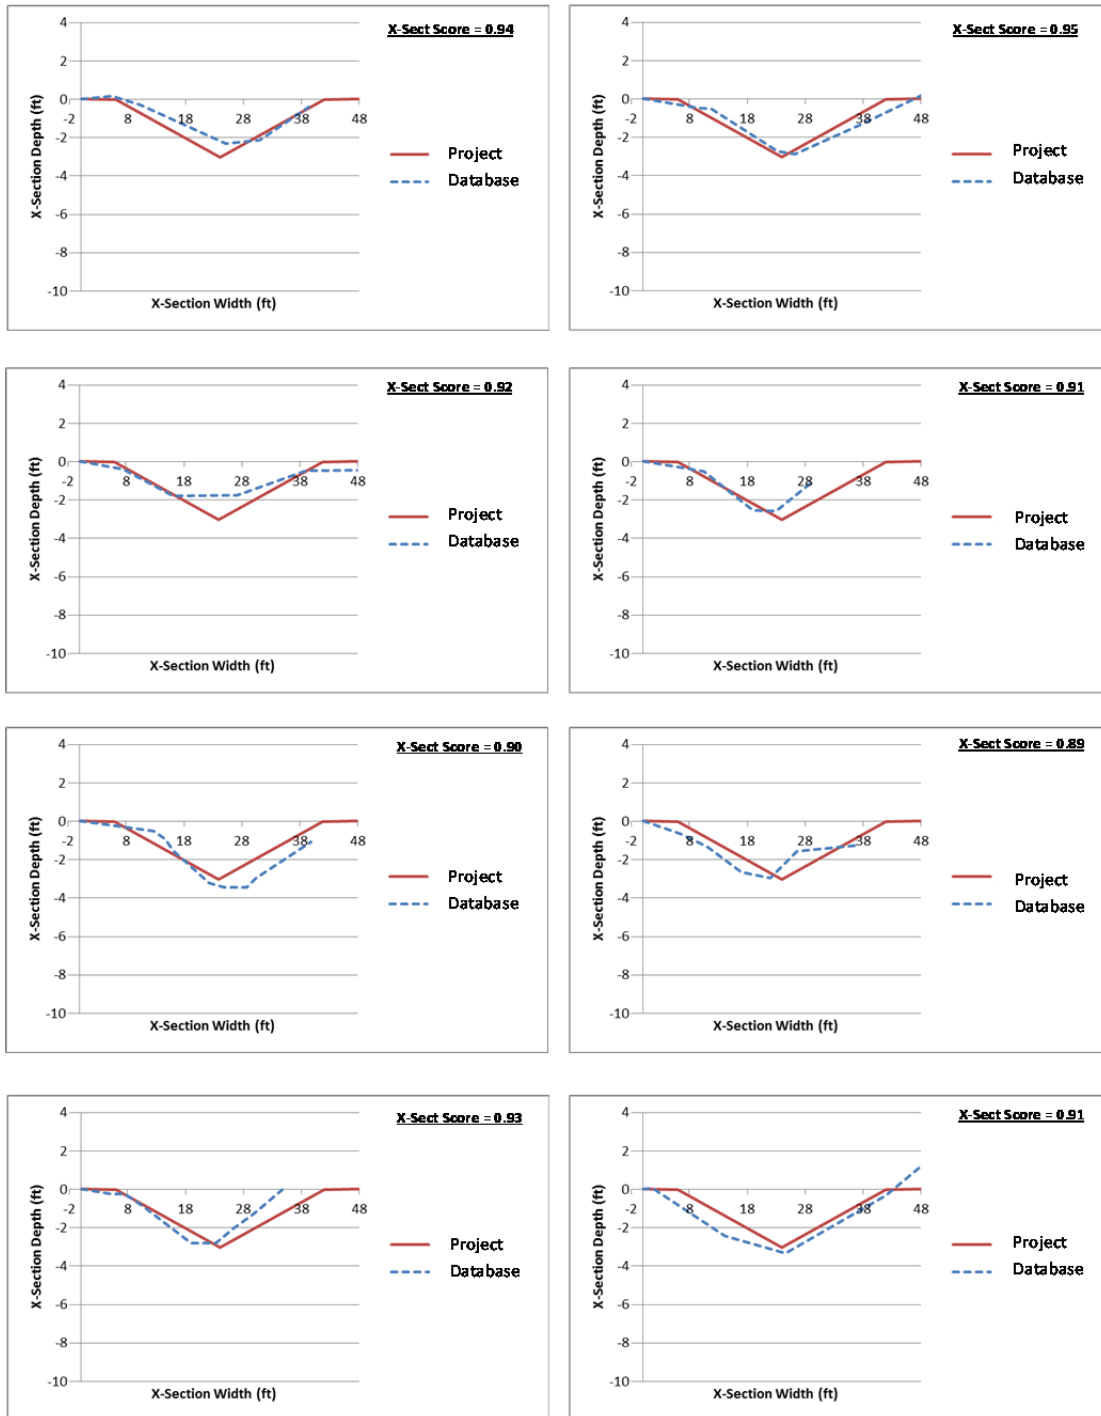 X-Sect Score = 0.94
4
2
0
-2 8 18 28 38 48
-2
-4
-6
-8
-10
X-Section Depth (ft)
X-Section Width (ft)
Project
Database
X-Sect Score = 0.95
4
2
0
-2 8 18 28 38 48
-2
-4
-6
-8
-10
X-Section Depth (ft)
X-Section Width (ft)
Project
Database
X-Sect Score = 0.92
4
2
0
-2 8 18 28 38 48
-2
-4
-6
-8
-10
X-Section Depth (ft)
X-Section Width (ft)
Project
Database
X-Sect Score = 0.91
4
2
0
-2 8 18 28 38 48
-2
-4
-6
-8
-10
X-Section Depth (ft)
X-Section Width (ft)
Project
Database
X-Sect Score = 0.90
4
2
0
-2 8 18 28 38 48
-2
-4
-6
-8
-10
X-Section Depth (ft)
X-Section Width (ft)
Project
Database
X-Sect Score = 0.89
4
2
0
-2 8 18 28 38 48
-2
-4
-6
-8
-10
X-Section Depth (ft)
X-Section Width (ft)
Project
Database
X-Sect Score = 0.93
4
2
0
-2 8 18 28 38 48
-2
-4
-6
-8
-10
X-Section Depth (ft)
X-Section Width (ft)
Project
Database
X-Sect Score = 0.91
4
2
0
-2 8 18 28 38 48
-2
-4
-6
-8
-10
X-Section Depth (ft)
X-Section Width (ft)
Project
Database